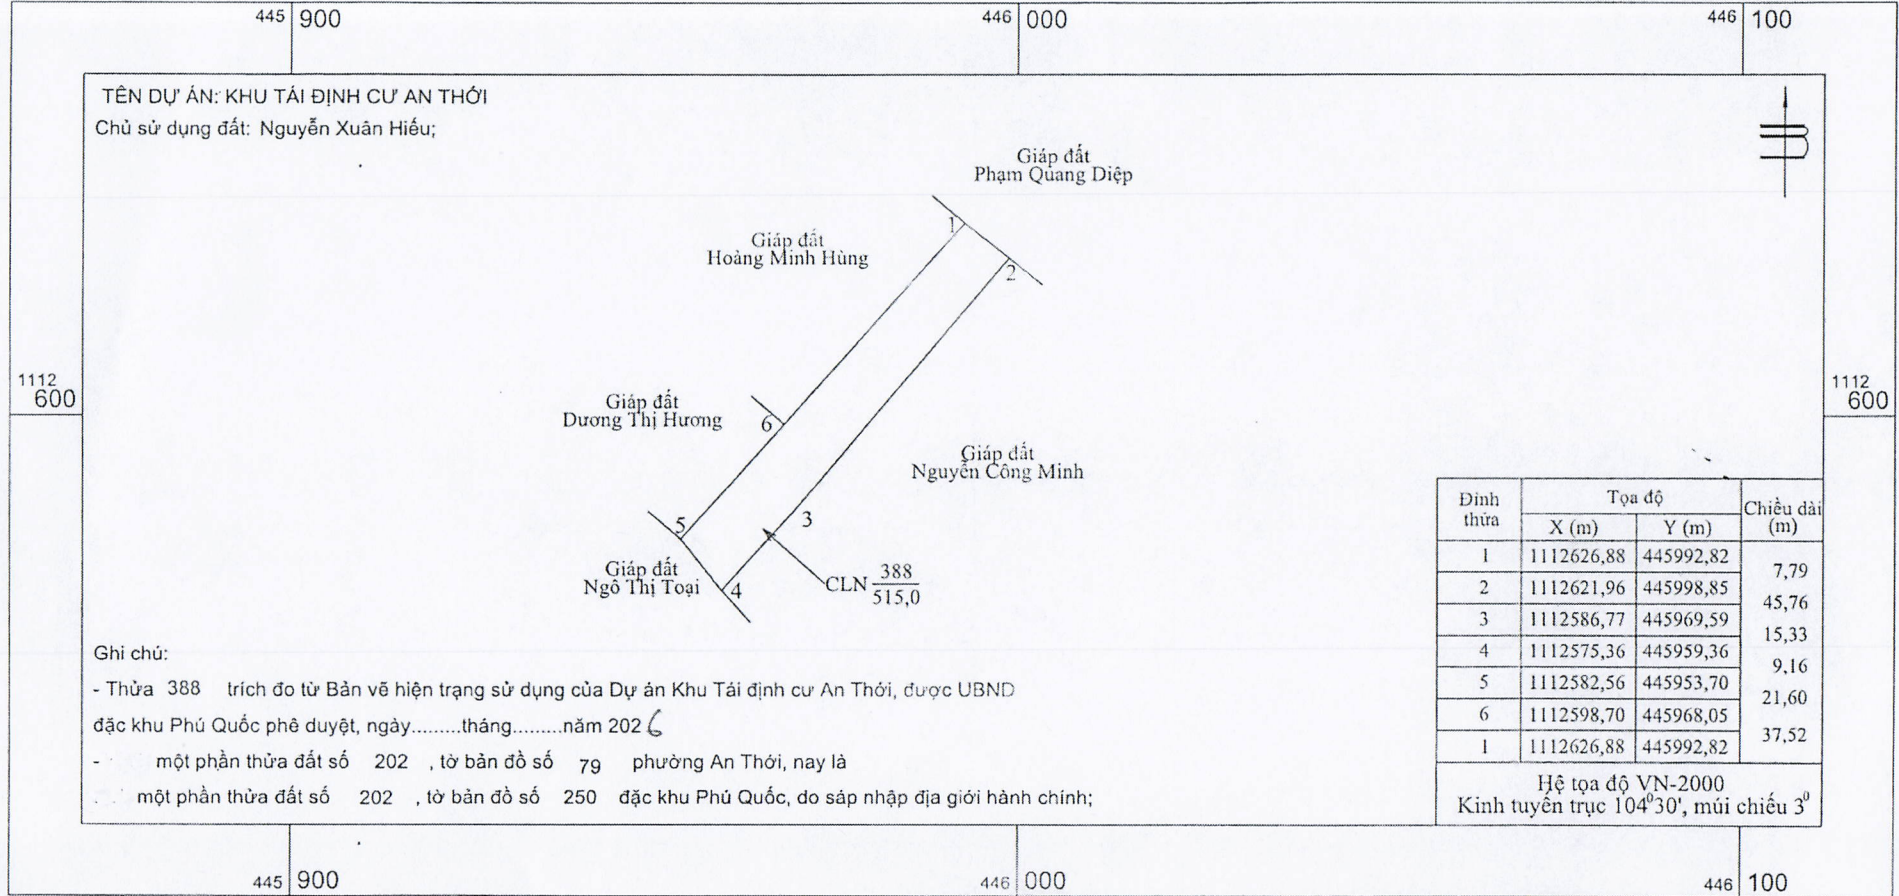 445 900
446 000
446 100
TÊN DỰ ÁN: KHU TÁI ĐỊNH CƯ AN THỚI
Chủ sử dụng đất: Nguyễn Xuân Hiếu;
Giáp đất
Phạm Quang Diệp
1
Giáp đất
Hoàng Minh Hùng
2
1112
600
1112
600
Giáp đất
Dương Thị Hương
6
Giáp đất
Nguyễn Công Minh
5
3
Giáp đất
Ngô Thị Toại
4
CLN 388
515,0
Đỉnh thửa | Tọa độ | Chiều dài (m)
X (m) | Y (m)
1 | 1112626,88 | 445992,82
7,79
2 | 1112621,96 | 445998,85
45,76
3 | 1112586,77 | 445969,59
15,33
4 | 1112575,36 | 445959,36
9,16
5 | 1112582,56 | 445953,70
21,60
6 | 1112598,70 | 445968,05
37,52
1 | 1112626,88 | 445992,82
Hệ tọa độ VN-2000
Kinh tuyến trục 104⁰30', múi chiếu 3⁰
Ghi chú:
- Thửa 388 trích đo từ Bản vẽ hiện trạng sử dụng của Dự án Khu Tái định cư An Thới, được UBND
đặc khu Phú Quốc phê duyệt, ngày.........tháng.........năm 2026
- một phần thửa đất số 202 , tờ bản đồ số 79 phường An Thới, nay là
một phần thửa đất số 202 , tờ bản đồ số 250 đặc khu Phú Quốc, do sáp nhập địa giới hành chính;
445 900
446 000
446 100